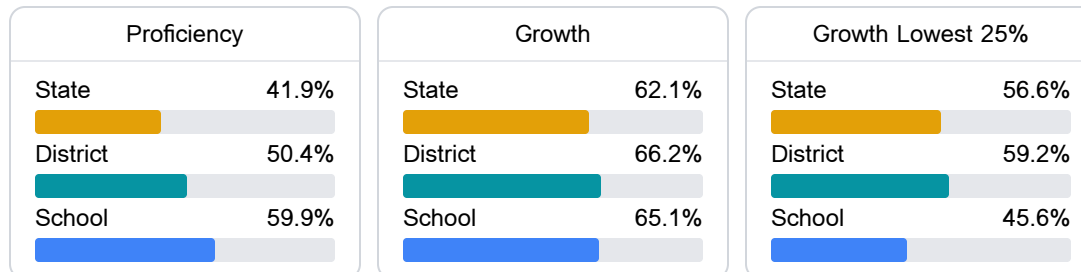 Proficiency
State 41.9%
District 50.4%
School 59.9%
Growth
State 62.1%
District 66.2%
School 65.1%
Growth Lowest 25%
State 56.6%
District 59.2%
School 45.6%